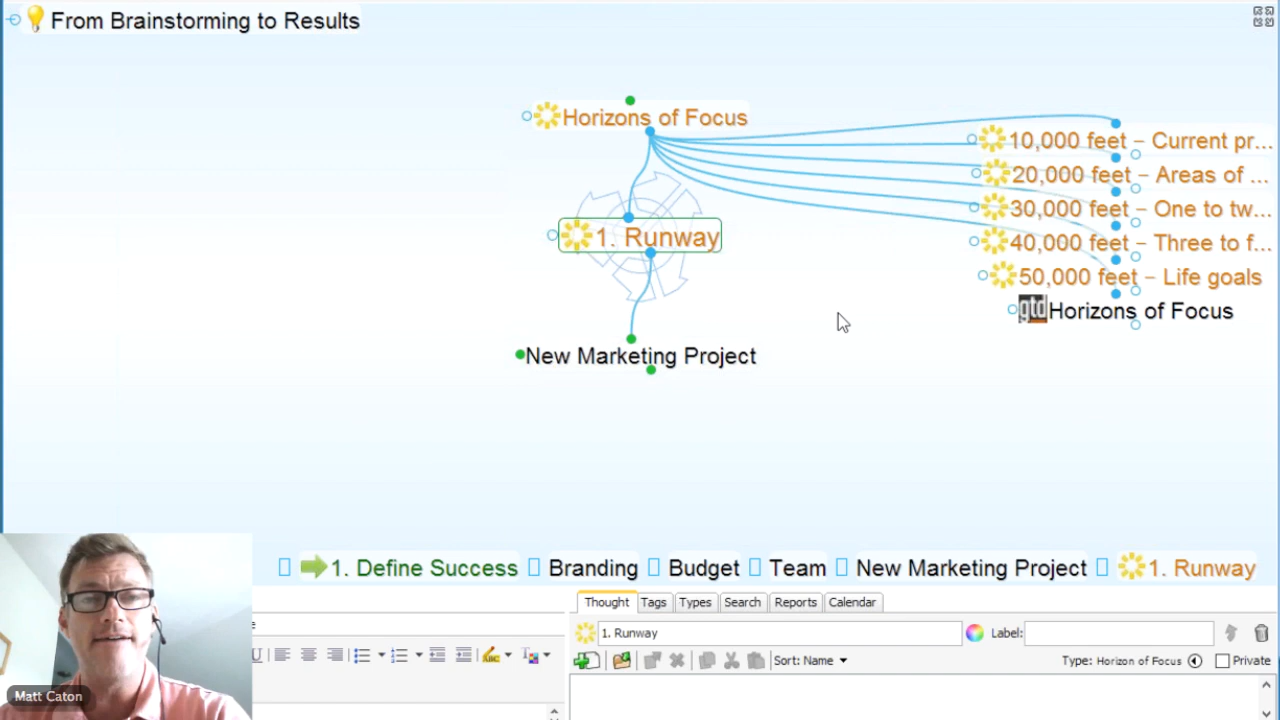 From Brainstorming to Results
Horizons of Focus
10,000 feet – Current pr...
20,000 feet – Areas of ...
1. Runway
30,000 feet – One to tw...
40,000 feet – Three to f...
50,000 feet – Life goals
gtd Horizons of Focus
New Marketing Project
1. Define Success Branding Budget Team New Marketing Project 1. Runway
Thought Tags Types Search Reports Calendar
1. Runway Label:
U abc Sort: Name Type: Horizon of Focus Private
Matt Caton